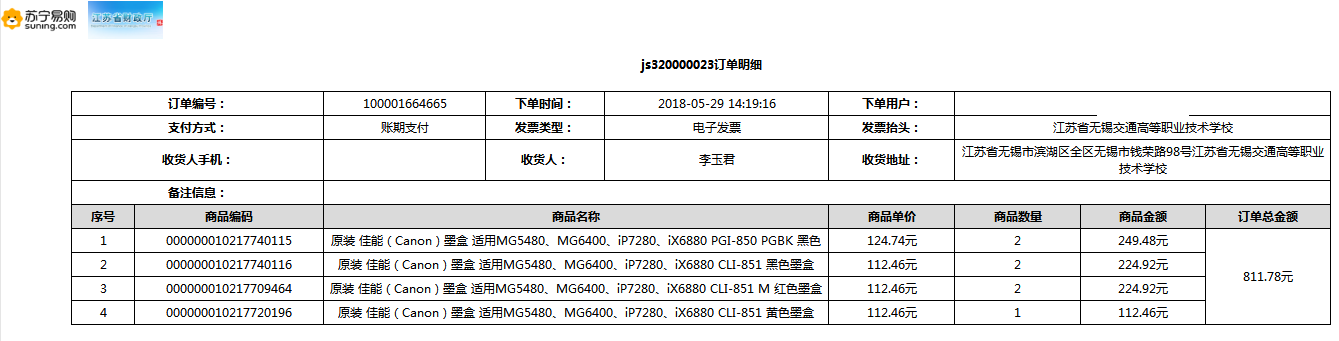 苏宁易购
suning.com
江苏省财政厅
js320000023订单明细
订单编号： 100001664665 下单时间： 2018-05-29 14:19:16 下单用户：
支付方式： 账期支付 发票类型： 电子发票 发票抬头： 江苏省无锡交通高等职业技术学校
收货人手机： 收货人： 李玉君 收货地址： 江苏省无锡市滨湖区全区无锡市钱荣路98号江苏省无锡交通高等职业
技术学校
备注信息：
序号 商品编码 商品名称 商品单价 商品数量 商品金额 订单总金额
1 000000010217740115 原装 佳能（Canon）墨盒 适用MG5480、MG6400、iP7280、iX6880 PGI-850 PGBK 黑色 124.74元 2 249.48元
2 000000010217740116 原装 佳能（Canon）墨盒 适用MG5480、MG6400、iP7280、iX6880 CLI-851 黑色墨盒 112.46元 2 224.92元
811.78元
3 000000010217709464 原装 佳能（Canon）墨盒 适用MG5480、MG6400、iP7280、iX6880 CLI-851 M 红色墨盒 112.46元 2 224.92元
4 000000010217720196 原装 佳能（Canon）墨盒 适用MG5480、MG6400、iP7280、iX6880 CLI-851 黄色墨盒 112.46元 1 112.46元